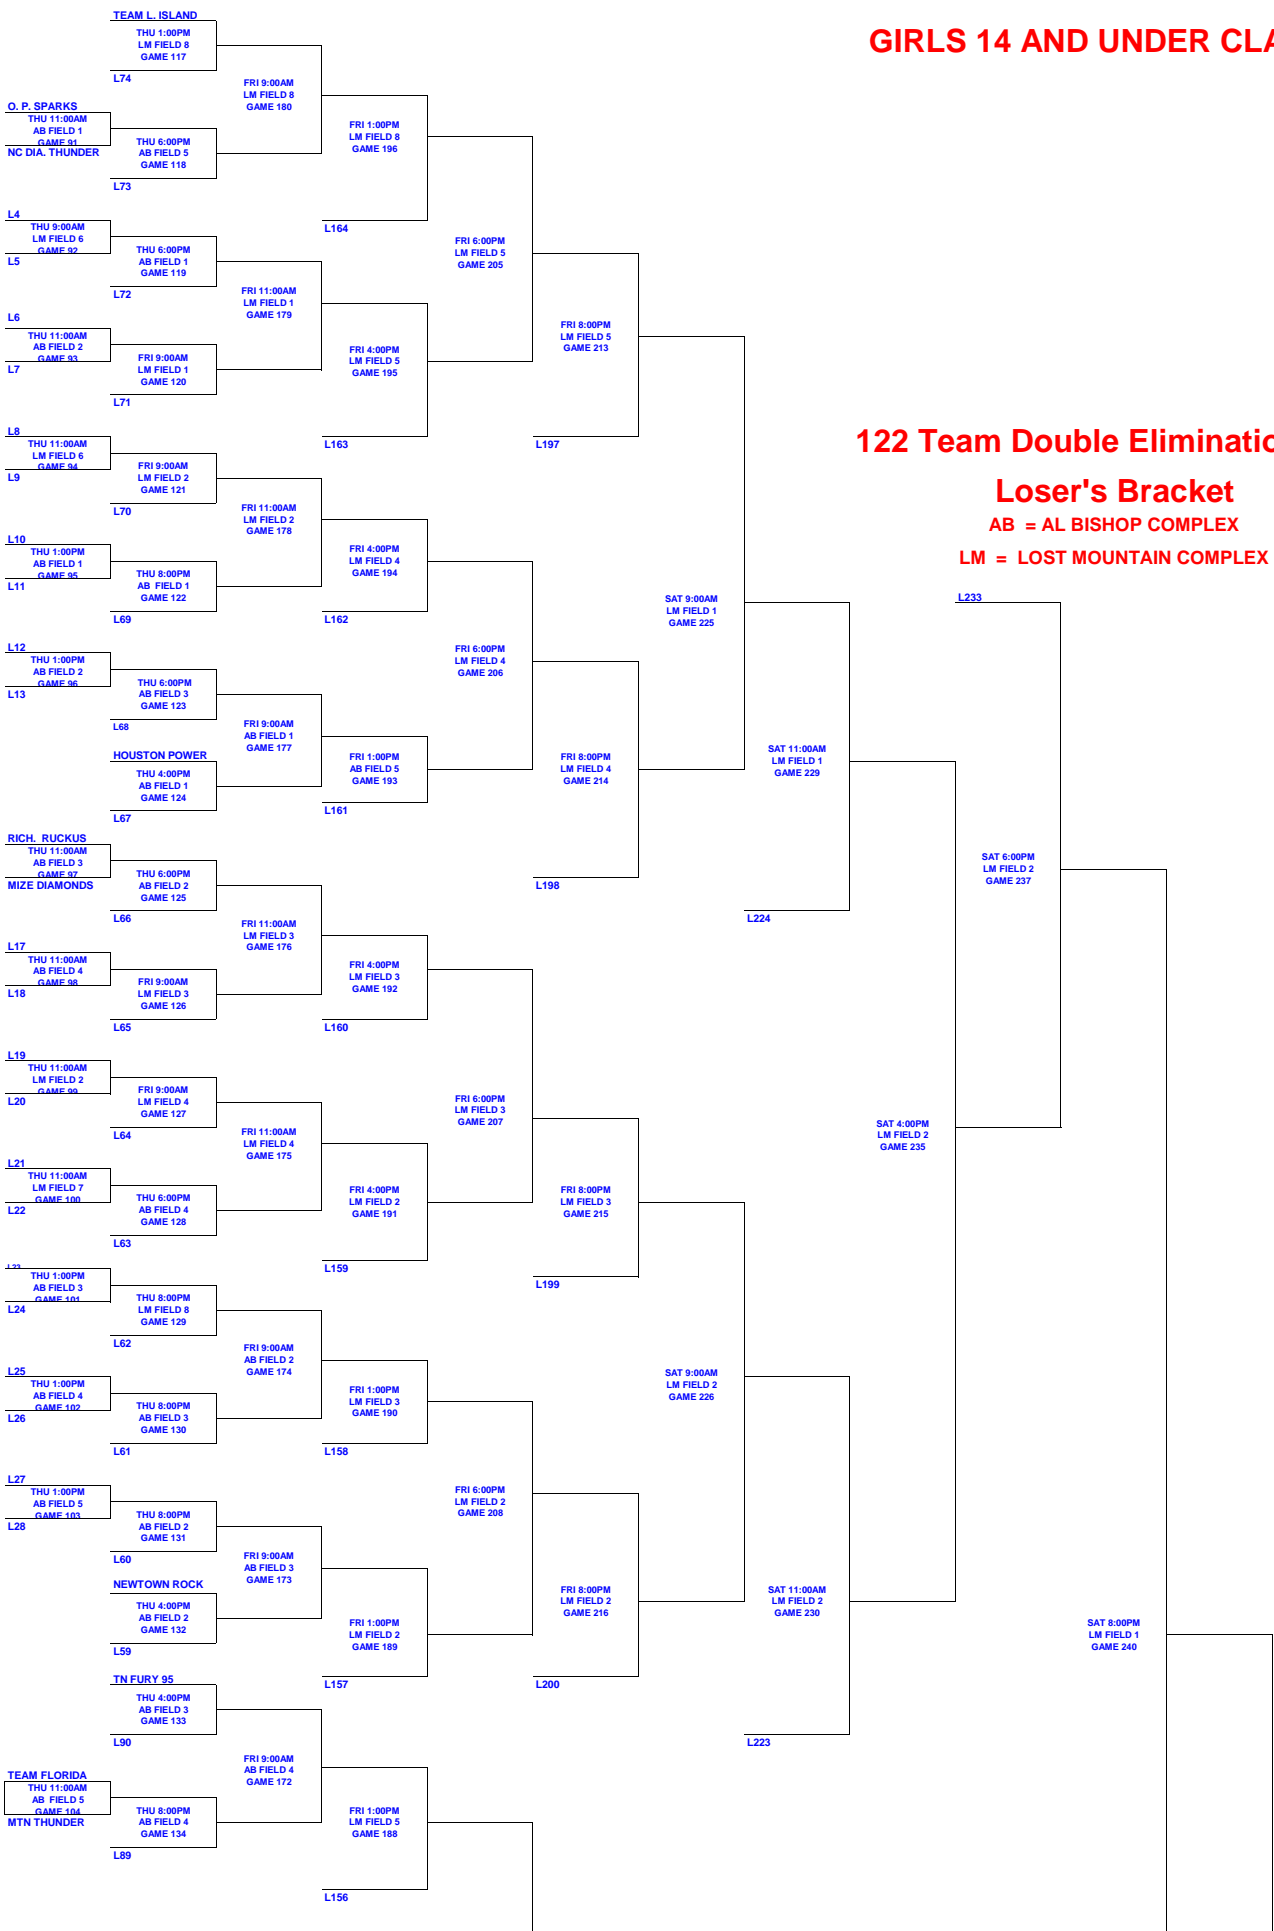 GIRLS 14 AND UNDER CLA
122 Team Double Eliminatio
Loser's Bracket
AB = AL BISHOP COMPLEX
LM = LOST MOUNTAIN COMPLEX
O. P. SPARKS
THU 11:00AM
AB FIELD 1
GAME 91
NC DIA. THUNDER
L4
THU 9:00AM
LM FIELD 6
GAME 92
L5
L6
THU 11:00AM
AB FIELD 2
GAME 93
L7
L8
THU 11:00AM
LM FIELD 6
GAME 94
L9
L10
THU 1:00PM
AB FIELD 1
GAME 95
L11
L12
THU 1:00PM
AB FIELD 2
GAME 96
L13
RICH. RUCKUS
THU 11:00AM
AB FIELD 3
GAME 97
MIZE DIAMONDS
L17
THU 11:00AM
AB FIELD 4
GAME 98
L18
L19
THU 11:00AM
LM FIELD 2
GAME 99
L20
L21
THU 11:00AM
LM FIELD 7
GAME 100
L22
L23
THU 1:00PM
AB FIELD 3
GAME 101
L24
L25
THU 1:00PM
AB FIELD 4
GAME 102
L26
L27
THU 1:00PM
AB FIELD 5
GAME 103
L28
TEAM FLORIDA
THU 11:00AM
AB FIELD 5
GAME 104
MTN THUNDER
TEAM L. ISLAND
THU 1:00PM
LM FIELD 8
GAME 117
L74
THU 6:00PM
AB FIELD 5
GAME 118
L73
THU 6:00PM
AB FIELD 1
GAME 119
L72
FRI 9:00AM
LM FIELD 1
GAME 120
L71
FRI 9:00AM
LM FIELD 2
GAME 121
L70
THU 8:00PM
AB FIELD 1
GAME 122
L69
THU 6:00PM
AB FIELD 3
GAME 123
L68
HOUSTON POWER
THU 4:00PM
AB FIELD 1
GAME 124
L67
THU 6:00PM
AB FIELD 2
GAME 125
L66
FRI 9:00AM
LM FIELD 3
GAME 126
L65
FRI 9:00AM
LM FIELD 4
GAME 127
L64
THU 6:00PM
AB FIELD 4
GAME 128
L63
THU 8:00PM
LM FIELD 8
GAME 129
L62
THU 8:00PM
AB FIELD 3
GAME 130
L61
THU 8:00PM
AB FIELD 2
GAME 131
L60
NEWTOWN ROCK
THU 4:00PM
AB FIELD 2
GAME 132
L59
TN FURY 95
THU 4:00PM
AB FIELD 3
GAME 133
L90
THU 8:00PM
AB FIELD 4
GAME 134
L89
FRI 9:00AM
LM FIELD 8
GAME 180
FRI 11:00AM
LM FIELD 1
GAME 179
FRI 11:00AM
LM FIELD 2
GAME 178
FRI 9:00AM
AB FIELD 1
GAME 177
FRI 11:00AM
LM FIELD 3
GAME 176
FRI 11:00AM
LM FIELD 4
GAME 175
FRI 9:00AM
AB FIELD 2
GAME 174
FRI 9:00AM
AB FIELD 3
GAME 173
FRI 9:00AM
AB FIELD 4
GAME 172
FRI 1:00PM
LM FIELD 8
GAME 196
L164
FRI 4:00PM
LM FIELD 5
GAME 195
L163
FRI 4:00PM
LM FIELD 4
GAME 194
L162
FRI 1:00PM
AB FIELD 5
GAME 193
L161
FRI 4:00PM
LM FIELD 3
GAME 192
L160
FRI 4:00PM
LM FIELD 2
GAME 191
L159
FRI 1:00PM
LM FIELD 3
GAME 190
L158
FRI 1:00PM
LM FIELD 2
GAME 189
L157
FRI 1:00PM
LM FIELD 5
GAME 188
L156
FRI 6:00PM
LM FIELD 5
GAME 205
FRI 6:00PM
LM FIELD 4
GAME 206
FRI 6:00PM
LM FIELD 3
GAME 207
FRI 6:00PM
LM FIELD 2
GAME 208
FRI 8:00PM
LM FIELD 5
GAME 213
L197
FRI 8:00PM
LM FIELD 4
GAME 214
L198
FRI 8:00PM
LM FIELD 3
GAME 215
L199
FRI 8:00PM
LM FIELD 2
GAME 216
L200
SAT 9:00AM
LM FIELD 1
GAME 225
SAT 9:00AM
LM FIELD 2
GAME 226
SAT 11:00AM
LM FIELD 1
GAME 229
L224
SAT 11:00AM
LM FIELD 2
GAME 230
L223
SAT 4:00PM
LM FIELD 2
GAME 235
L233
SAT 6:00PM
LM FIELD 2
GAME 237
SAT 8:00PM
LM FIELD 1
GAME 240